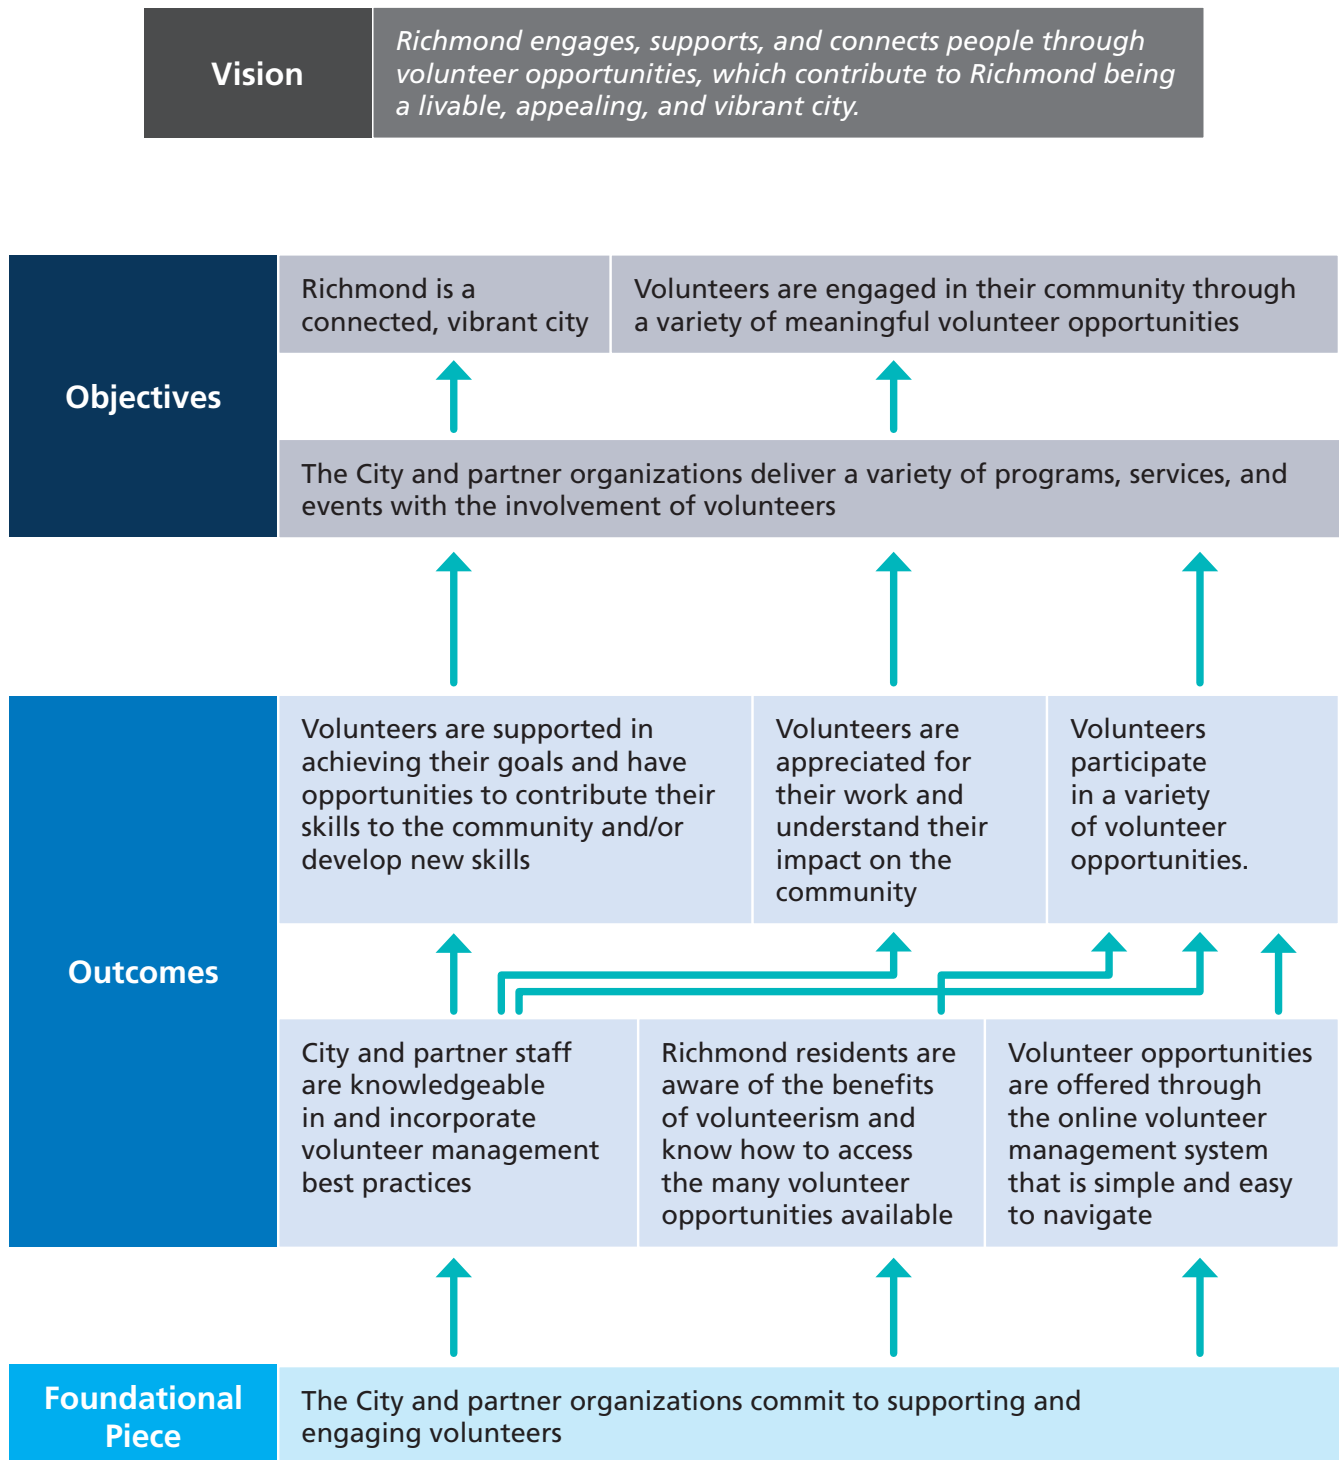 Vision
Richmond engages, supports, and connects people through
volunteer opportunities, which contribute to Richmond being
a livable, appealing, and vibrant city.
Objectives
Richmond is a
connected, vibrant city
Volunteers are engaged in their community through
a variety of meaningful volunteer opportunities
The City and partner organizations deliver a variety of programs, services, and
events with the involvement of volunteers
Outcomes
Volunteers are supported in
achieving their goals and have
opportunities to contribute their
skills to the community and/or
develop new skills
Volunteers are
appreciated for
their work and
understand their
impact on the
community
Volunteers
participate
in a variety
of volunteer
opportunities.
City and partner staff
are knowledgeable
in and incorporate
volunteer management
best practices
Richmond residents are
aware of the benefits
of volunteerism and
know how to access
the many volunteer
opportunities available
Volunteer opportunities
are offered through
the online volunteer
management system
that is simple and easy
to navigate
Foundational
Piece
The City and partner organizations commit to supporting and
engaging volunteers